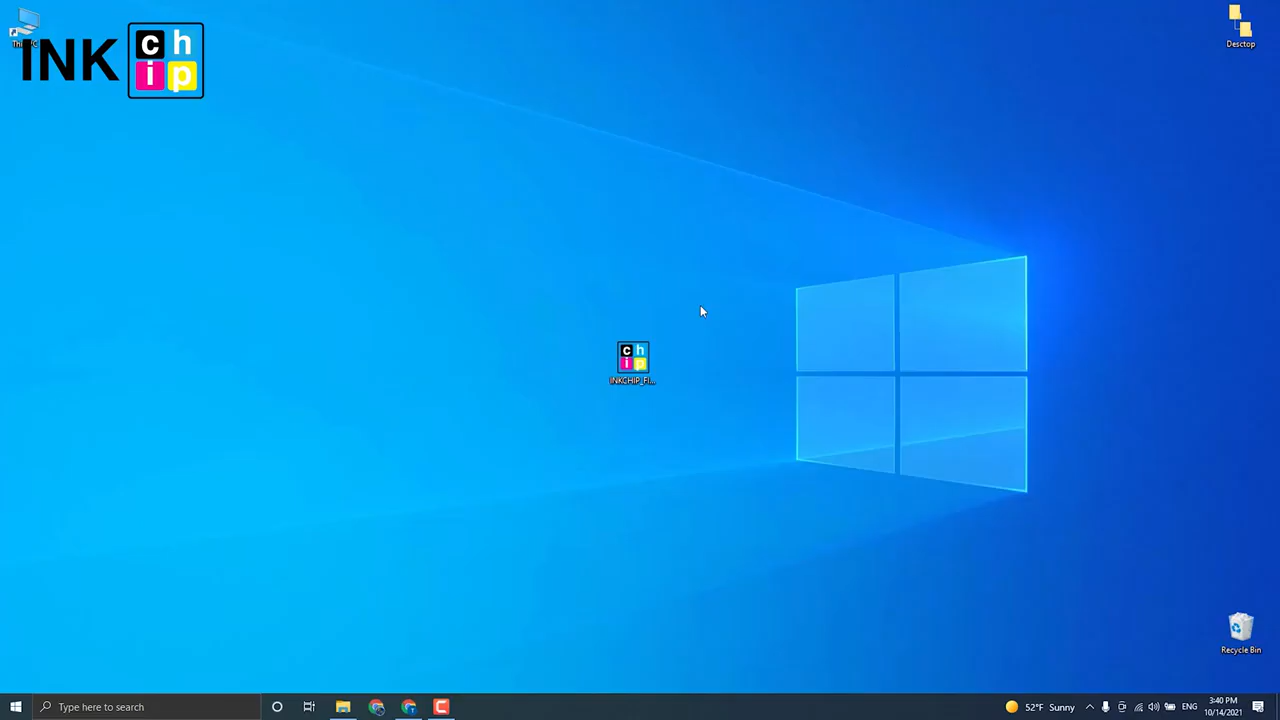 Desctop
INK
c h
i p
c h
i p
INKCHIP_FI...
Recycle Bin
Type here to search
52°F Sunny
ENG
3:40 PM
10/14/2021